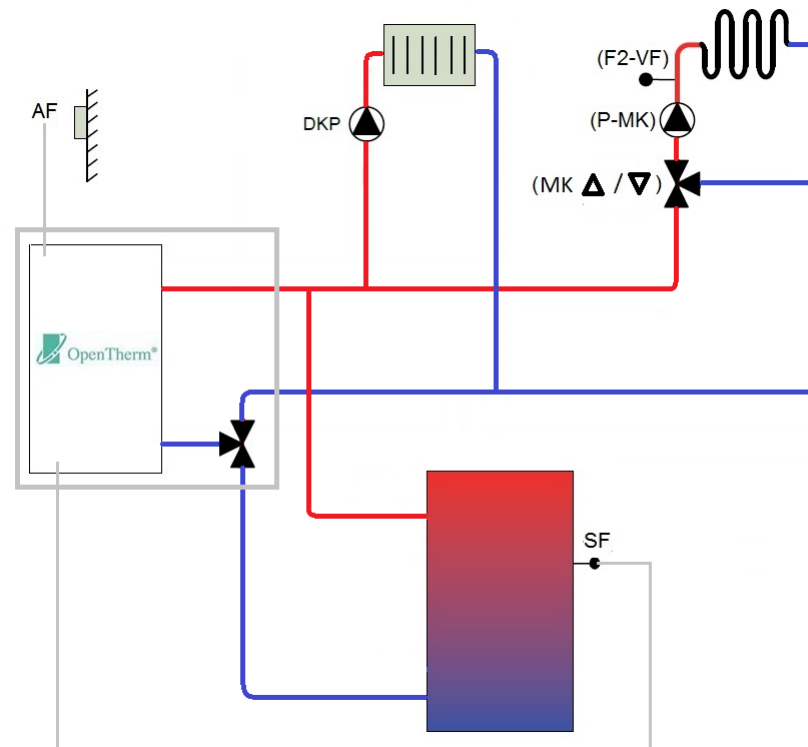 (F2-VF)
AF
DKP
(P-MK)
(MK △ / ▽)
OpenTherm®
SF